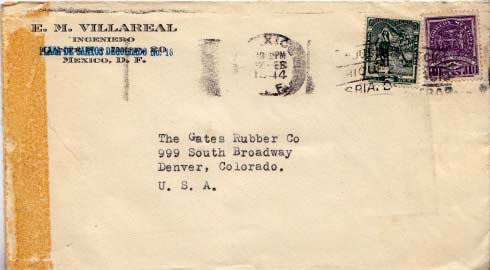 E. M. VILLAREAL
INGENIERO
MEXICO, D. F.
The Gates Rubber Co
999 South Broadway
Denver, Colorado.
U. S. A.